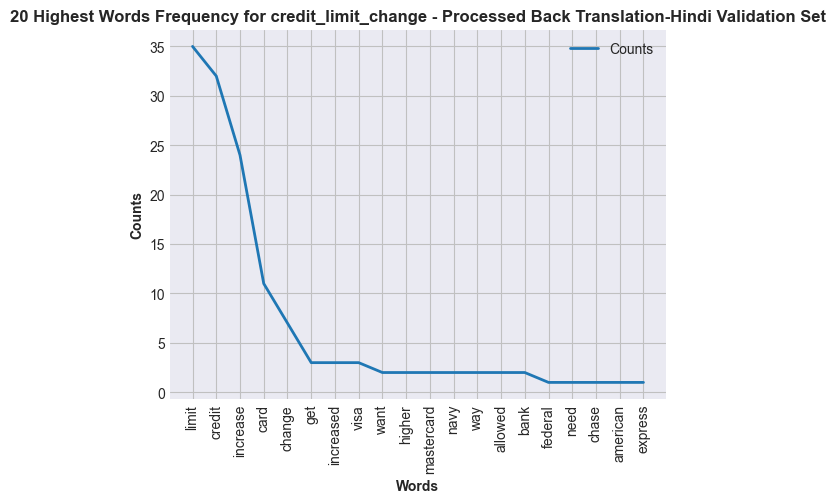 20 Highest Words Frequency for credit_limit_change - Processed Back Translation-Hindi Validation Set
Counts
Counts
35
30
25
20
15
10
5
0
limit
credit
increase
card
change
get
increased
visa
want
higher
mastercard
navy
way
allowed
bank
federal
need
chase
american
express
Words